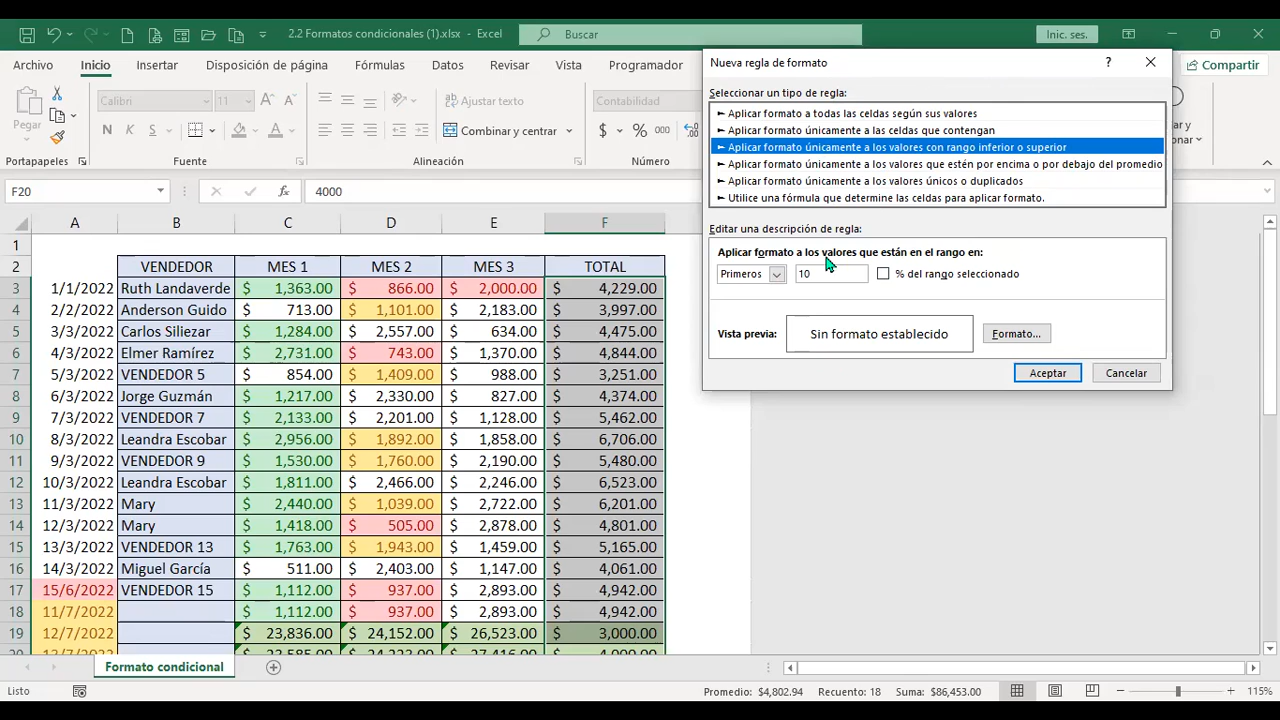 2.2 Formatos condicionales (1).xlsx - Excel
Buscar
Inic. ses.
Archivo Inicio Insertar Disposición de página Fórmulas Datos Revisar Vista Programador
Compartir
Pegar
Calibri 11
N K S
Ajustar texto
Combinar y centrar
Contabilidad
$ % 000
Portapapeles Fuente Alineación Número
F20 fx 4000
Nueva regla de formato
? ×
Seleccionar un tipo de regla:
► Aplicar formato a todas las celdas según sus valores
► Aplicar formato únicamente a las celdas que contengan
► Aplicar formato únicamente a los valores con rango inferior o superior
► Aplicar formato únicamente a los valores que estén por encima o por debajo del promedio
► Aplicar formato únicamente a los valores únicos o duplicados
► Utilice una fórmula que determine las celdas para aplicar formato.
Editar una descripción de regla:
Aplicar formato a los valores que están en el rango en:
Primeros 10 % del rango seleccionado
Vista previa: Sin formato establecido Formato...
Aceptar Cancelar
A B C D E F
1
2 VENDEDOR MES 1 MES 2 MES 3 TOTAL
3 1/1/2022 Ruth Landaverde $ 1,363.00 $ 866.00 $ 2,000.00 $ 4,229.00
4 2/2/2022 Anderson Guido $ 713.00 $ 1,101.00 $ 2,183.00 $ 3,997.00
5 3/3/2022 Carlos Siliezar $ 1,284.00 $ 2,557.00 $ 634.00 $ 4,475.00
6 4/3/2022 Elmer Ramírez $ 2,731.00 $ 743.00 $ 1,370.00 $ 4,844.00
7 5/3/2022 VENDEDOR 5 $ 854.00 $ 1,409.00 $ 988.00 $ 3,251.00
8 6/3/2022 Jorge Guzmán $ 1,217.00 $ 2,330.00 $ 827.00 $ 4,374.00
9 7/3/2022 VENDEDOR 7 $ 2,133.00 $ 2,201.00 $ 1,128.00 $ 5,462.00
10 8/3/2022 Leandra Escobar $ 2,956.00 $ 1,892.00 $ 1,858.00 $ 6,706.00
11 9/3/2022 VENDEDOR 9 $ 1,530.00 $ 1,760.00 $ 2,190.00 $ 5,480.00
12 10/3/2022 Leandra Escobar $ 1,811.00 $ 2,466.00 $ 2,246.00 $ 6,523.00
13 11/3/2022 Mary $ 2,440.00 $ 1,039.00 $ 2,722.00 $ 6,201.00
14 12/3/2022 Mary $ 1,418.00 $ 505.00 $ 2,878.00 $ 4,801.00
15 13/3/2022 VENDEDOR 13 $ 1,763.00 $ 1,943.00 $ 1,459.00 $ 5,165.00
16 14/3/2022 Miguel García $ 511.00 $ 2,403.00 $ 1,147.00 $ 4,061.00
17 15/6/2022 VENDEDOR 15 $ 1,112.00 $ 937.00 $ 2,893.00 $ 4,942.00
18 11/7/2022 $ 1,112.00 $ 937.00 $ 2,893.00 $ 4,942.00
19 12/7/2022 $ 23,836.00 $ 24,152.00 $ 26,523.00 $ 3,000.00
Formato condicional
Listo Promedio: $4,802.94 Recuento: 18 Suma: $86,453.00 115%